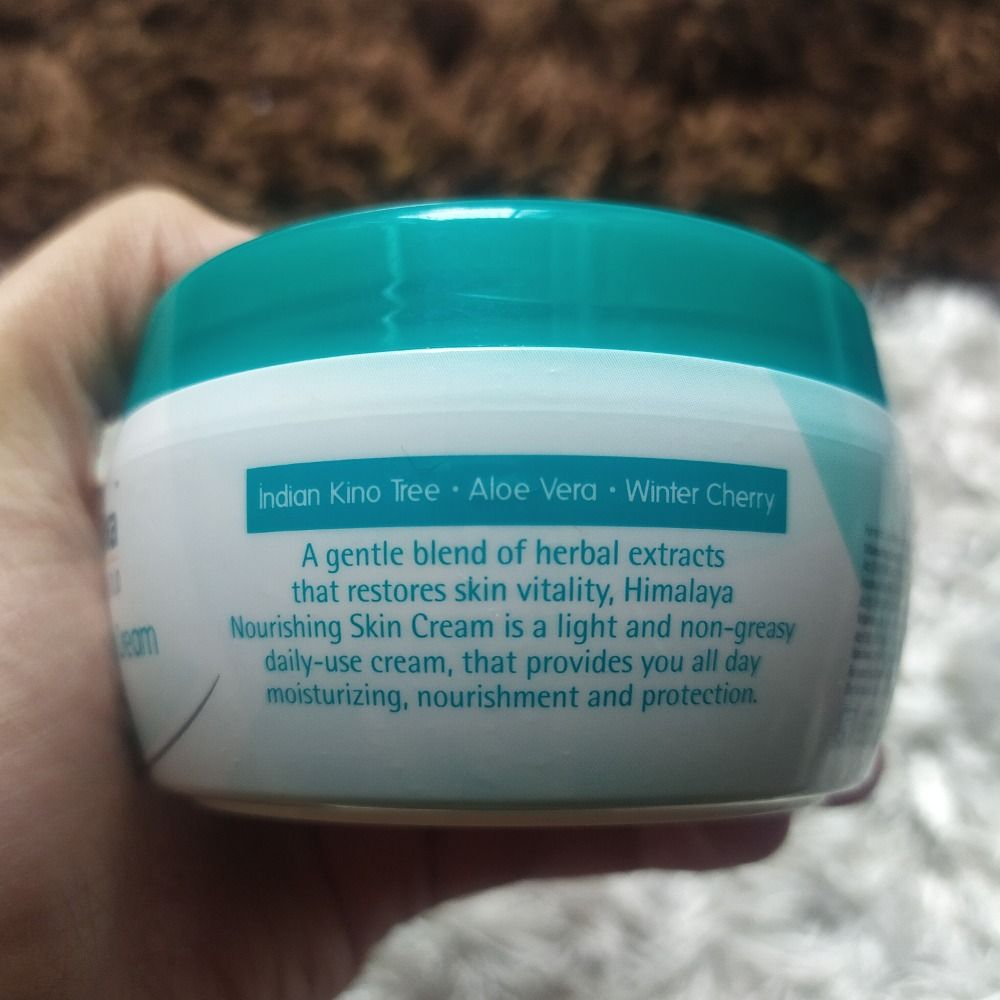 Indian Kino Tree • Aloe Vera • Winter Cherry
A gentle blend of herbal extracts
that restores skin vitality, Himalaya
Nourishing Skin Cream is a light and non-greasy
daily-use cream, that provides you all day
moisturizing, nourishment and protection.